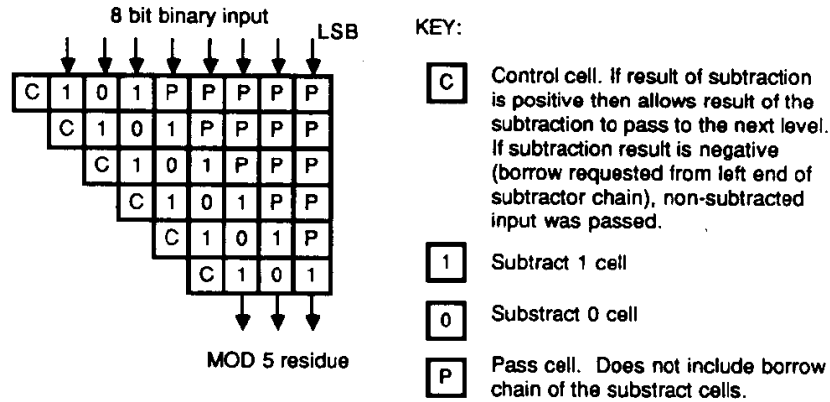 8 bit binary input
LSB
C 1 0 1 P P P P P
C 1 0 1 P P P P
C 1 0 1 P P P
C 1 0 1 P P
C 1 0 1 P
C 1 0 1
MOD 5 residue
KEY:
C
Control cell. If result of subtraction
is positive then allows result of the
subtraction to pass to the next level.
If subtraction result is negative
(borrow requested from left end of
subtractor chain), non-subtracted
input was passed.
1
Subtract 1 cell
0
Substract 0 cell
P
Pass cell. Does not include borrow
chain of the substract cells.